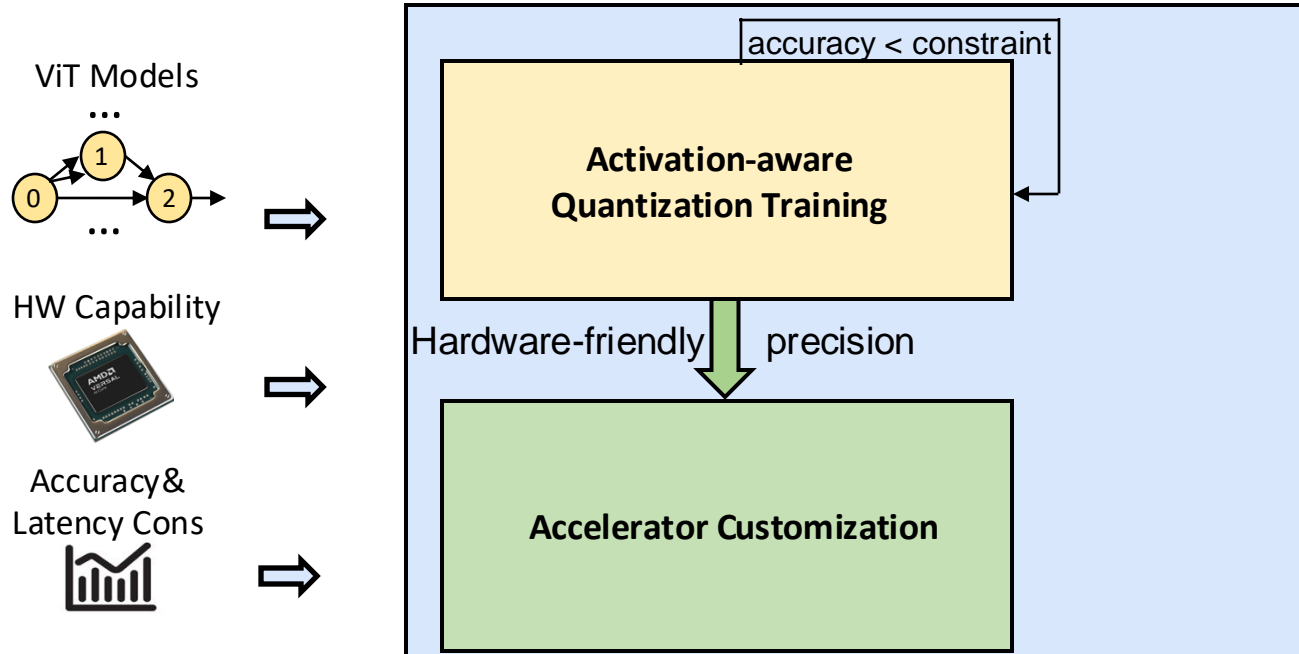 accuracy < constraint
ViT Models
...
1
0
2
...
Activation-aware
Quantization Training
HW Capability
AMD
VERSAL
Hardware-friendly precision
Accuracy&
Latency Cons
Accelerator Customization